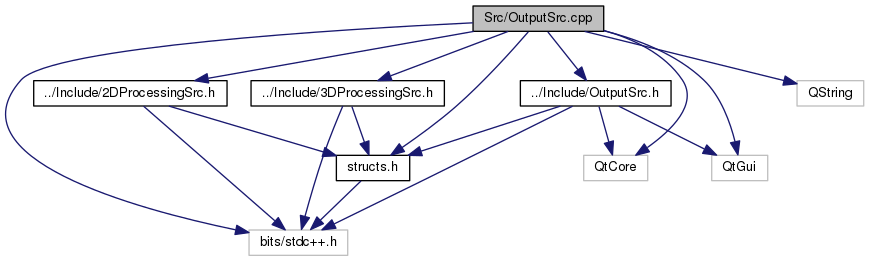 Src/OutputSrc.cpp
../Include/2DProcessingSrc.h
../Include/3DProcessingSrc.h
../Include/OutputSrc.h
QString
structs.h
QtCore
QtGui
bits/stdc++.h